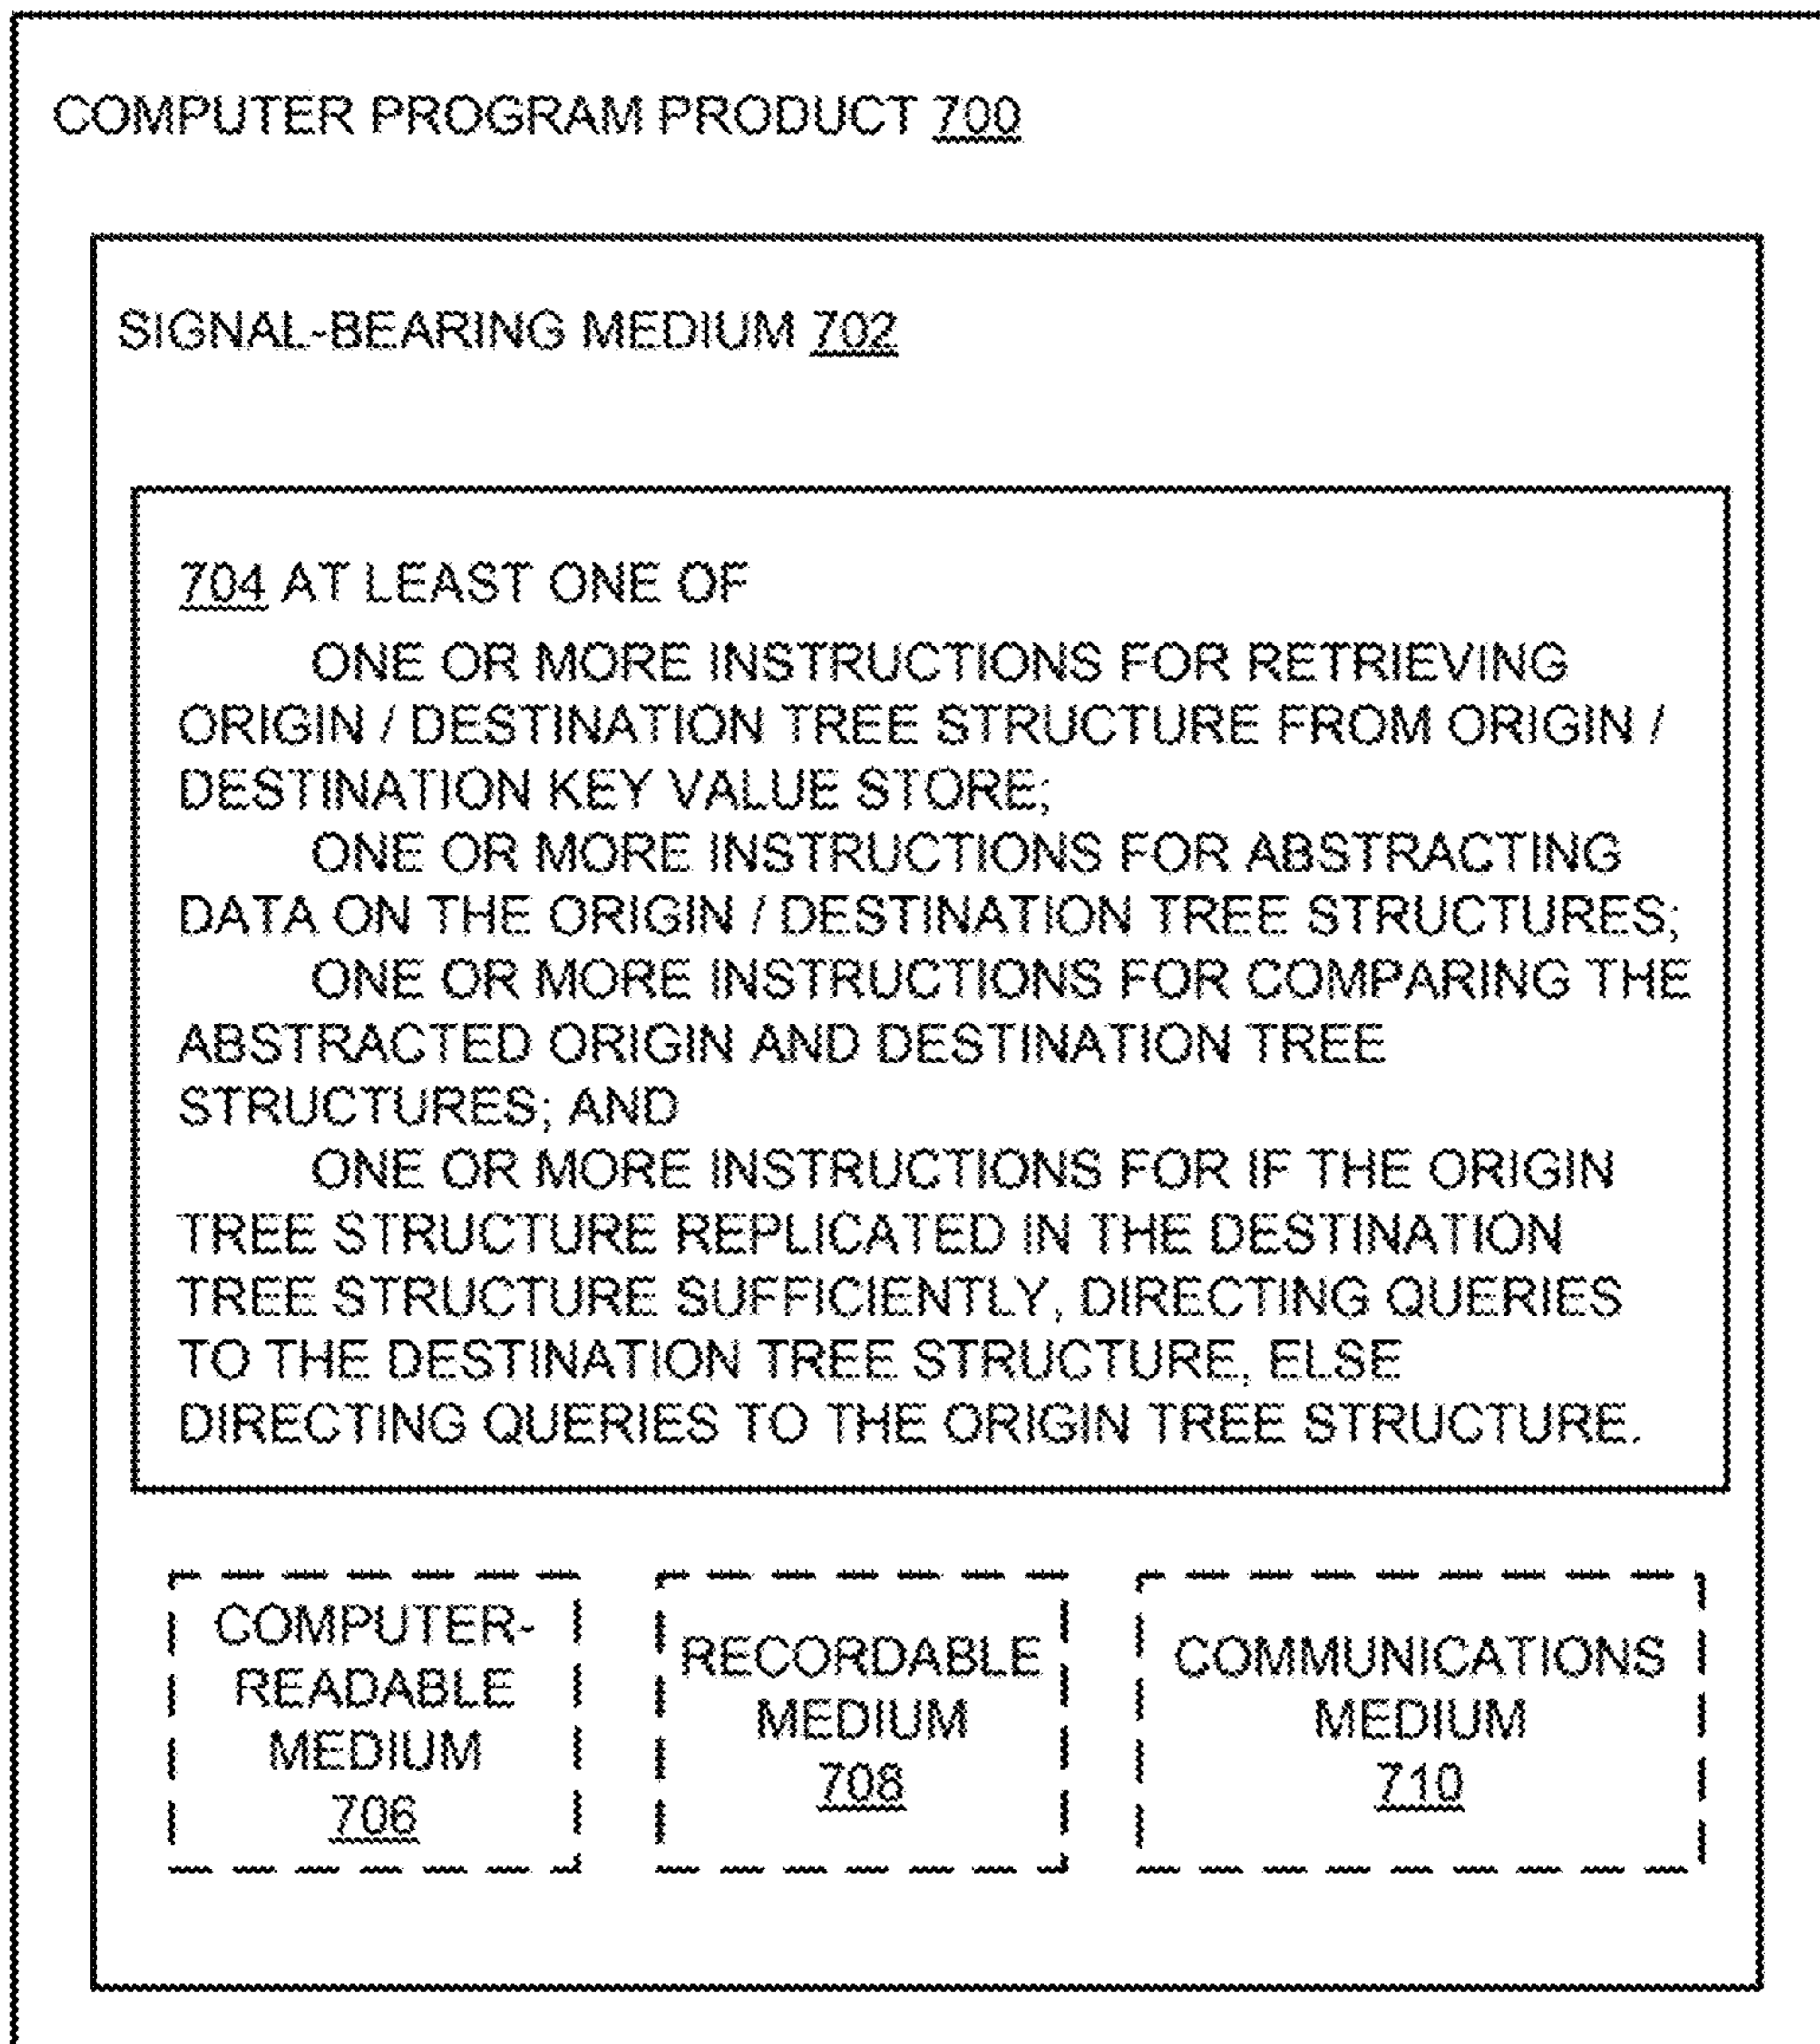 COMPUTER PROGRAM PRODUCT 700
SIGNAL-BEARING MEDIUM 702
704 AT LEAST ONE OF
ONE OR MORE INSTRUCTIONS FOR RETRIEVING
ORIGIN / DESTINATION TREE STRUCTURE FROM ORIGIN /
DESTINATION KEY VALUE STORE;
ONE OR MORE INSTRUCTIONS FOR ABSTRACTING
DATA ON THE ORIGIN / DESTINATION TREE STRUCTURES;
ONE OR MORE INSTRUCTIONS FOR COMPARING THE
ABSTRACTED ORIGIN AND DESTINATION TREE
STRUCTURES; AND
ONE OR MORE INSTRUCTIONS FOR IF THE ORIGIN
TREE STRUCTURE REPLICATED IN THE DESTINATION
TREE STRUCTURE SUFFICIENTLY, DIRECTING QUERIES
TO THE DESTINATION TREE STRUCTURE, ELSE
DIRECTING QUERIES TO THE ORIGIN TREE STRUCTURE.
COMPUTER-
READABLE
MEDIUM
706
RECORDABLE
MEDIUM
708
COMMUNICATIONS
MEDIUM
710